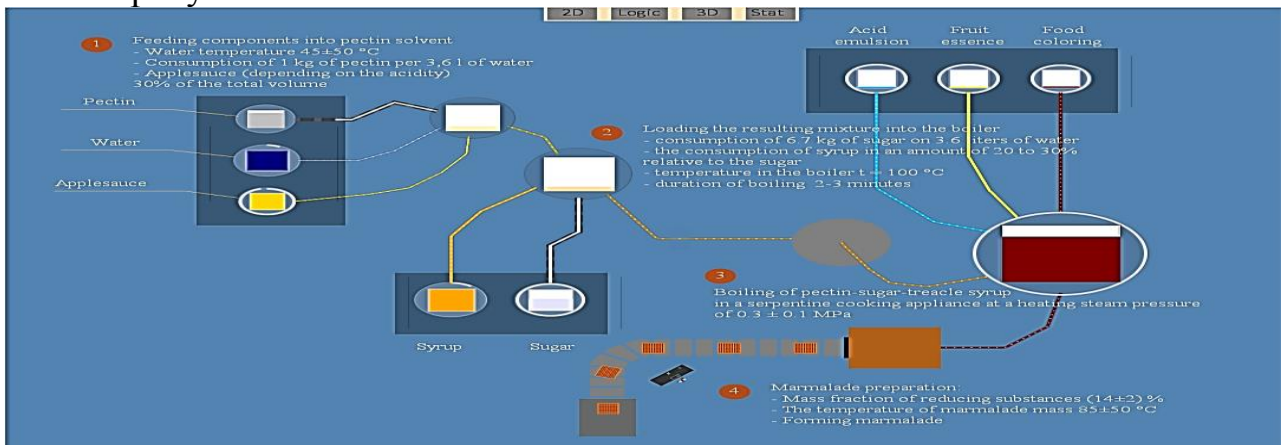 2D Logic 3D Stat
1 Feeding components into pectin solvent
- Water temperature 45±50 °C
- Consumption of 1 kg of pectin per 3,6 l of water
- Applesauce (depending on the acidity)
30% of the total volume
Pectin
Water
Applesauce
Acid emulsion
Fruit essence
Food coloring
2 Loading the resulting mixture into the boiler
- consumption of 6.7 kg of sugar on 3.6 liters of water
- the consumption of syrup in an amount of 20 to 30%
relative to the sugar
- temperature in the boiler t = 100 °C
- duration of boiling 2-3 minutes
Syrup
Sugar
3
Boiling of pectin-sugar-treacle syrup
in a serpentine cooking appliance at a heating steam pressure
of 0.3 ± 0.1 MPa
4 Marmalade preparation:
- Mass fraction of reducing substances (14±2) %
- The temperature of marmalade mass 85±50 °C
- Forming marmalade